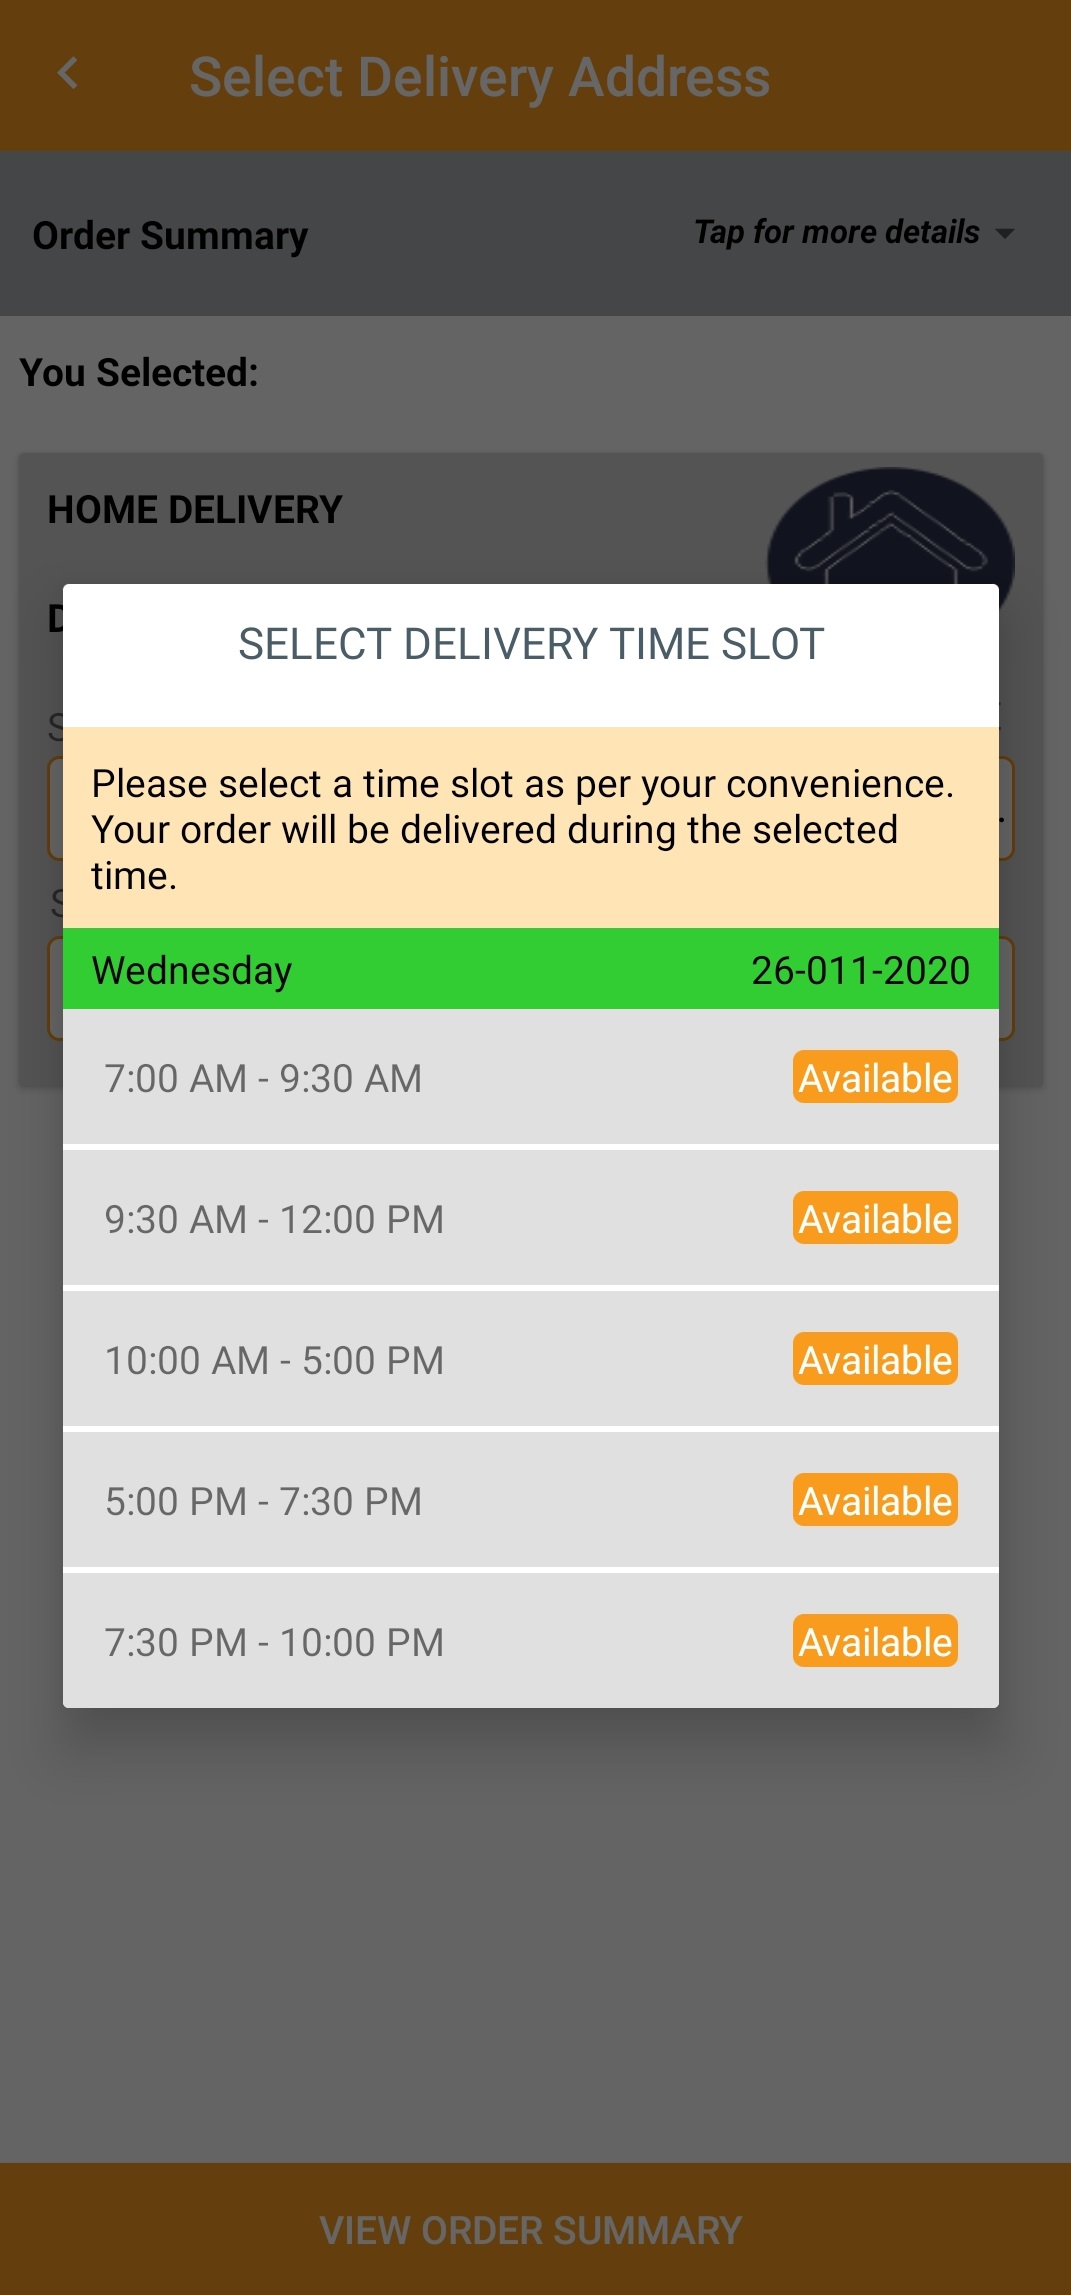 Select Delivery Address
Order Summary
Tap for more details
You Selected:
HOME DELIVERY
SELECT DELIVERY TIME SLOT
Please select a time slot as per your convenience.
Your order will be delivered during the selected
time.
Wednesday 26-011-2020
7:00 AM - 9:30 AM Available
9:30 AM - 12:00 PM Available
10:00 AM - 5:00 PM Available
5:00 PM - 7:30 PM Available
7:30 PM - 10:00 PM Available
VIEW ORDER SUMMARY